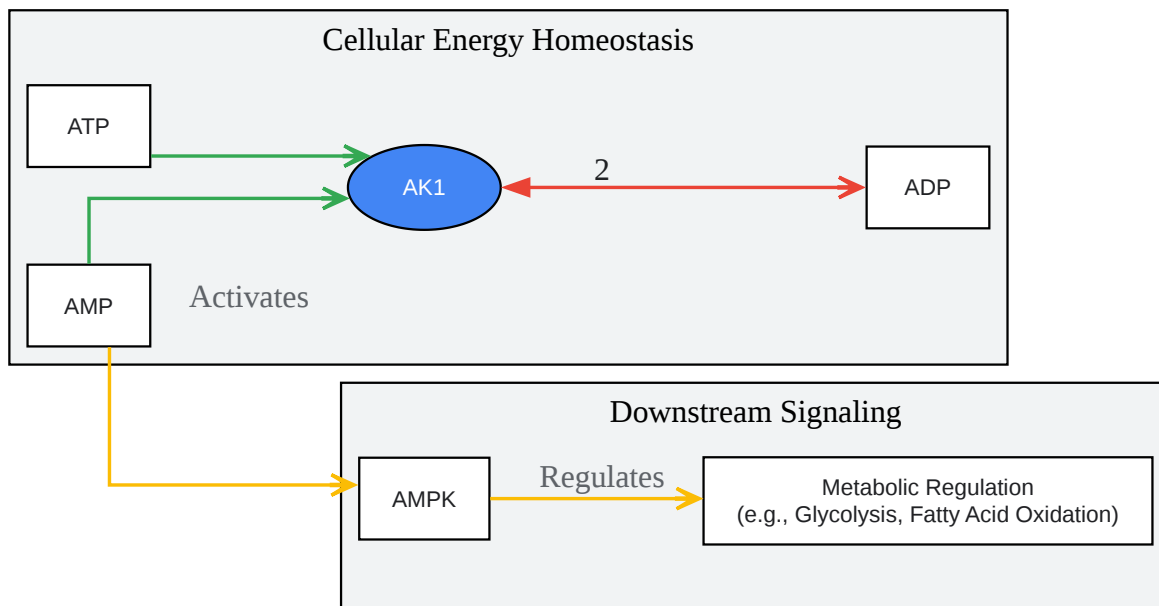 Cellular Energy Homeostasis
ATP
2
AK1
ADP
Activates
AMP
Downstream Signaling
Regulates
AMPK
Metabolic Regulation
(e.g., Glycolysis, Fatty Acid Oxidation)